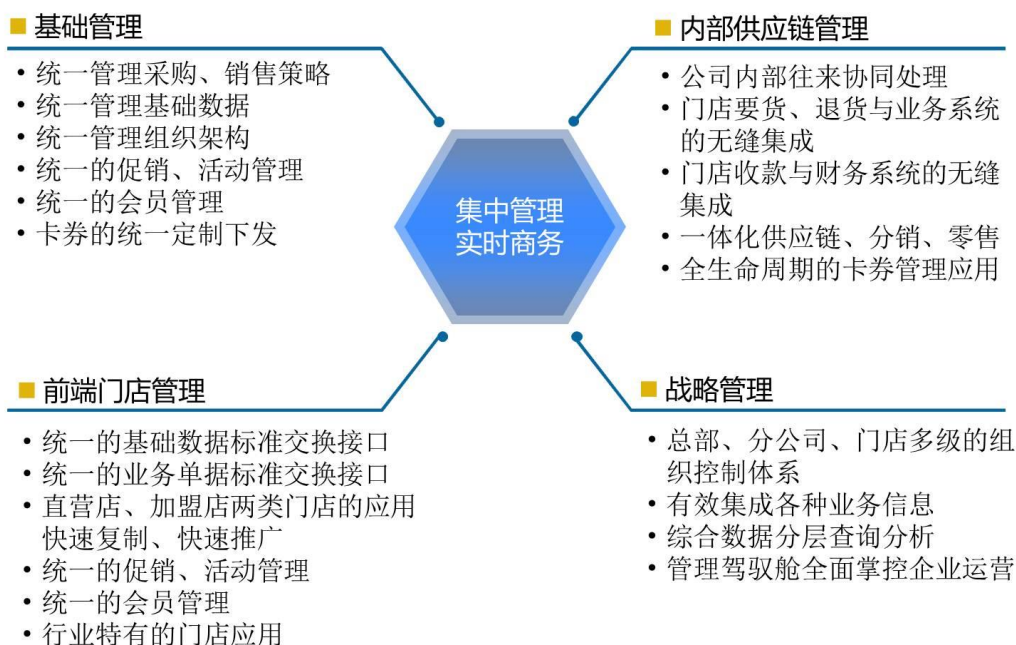 基础管理
• 统一管理采购、销售策略
• 统一管理基础数据
• 统一管理组织架构
• 统一的促销、活动管理
• 统一的会员管理
• 卡券的统一定制下发
内部供应链管理
• 公司内部往来协同处理
• 门店要货、退货与业务系统
的无缝集成
• 门店收款与财务系统的无缝
集成
• 一体化供应链、分销、零售
• 全生命周期的卡券管理应用
集中管理
实时商务
前端门店管理
• 统一的基础数据标准交换接口
• 统一的业务单据标准交换接口
• 直营店、加盟店两类门店的应用
快速复制、快速推广
• 统一的促销、活动管理
• 统一的会员管理
• 行业特有的门店应用
战略管理
• 总部、分公司、门店多级的组
织控制体系
• 有效集成各种业务信息
• 综合数据分层查询分析
• 管理驾驭舱全面掌控企业运营